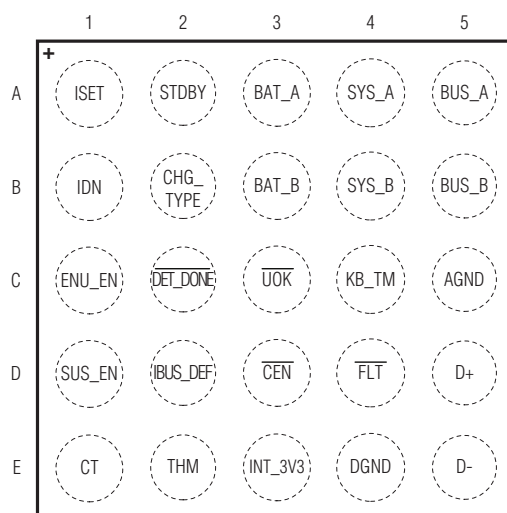 1 2 3 4 5
+
A ISET STDBY BAT_A SYS_A BUS_A
B IDN CHG_ TYPE BAT_B SYS_B BUS_B
C ENU_EN DET_DONE UOK KB_TM AGND
D SUS_EN IBUS_DEF CEN FLT D+
E CT THM INT_3V3 DGND D-